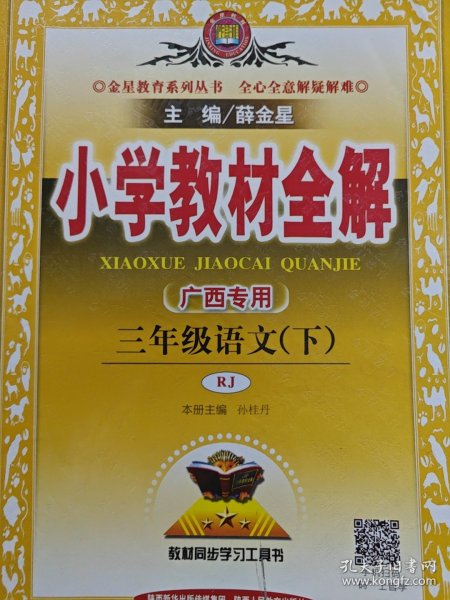 ◎金星教育系列丛书 全心全意解疑解难◎
主 编/薛金星
小学教材全解
XIAOXUE JIAOCAI QUANJIE
广西专用
三年级语文(下)
RJ
本册主编 孙桂丹
教材同步学习工具书
孔夫子旧书网